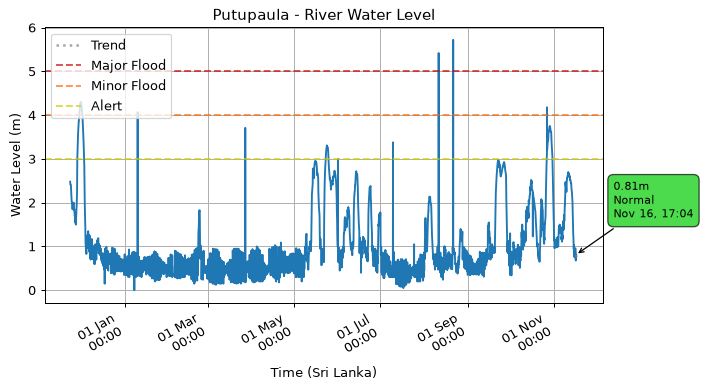 Putupaula - River Water Level
Water Level (m)
6
5
4
3
2
1
0
Trend
Major Flood
Minor Flood
Alert
0.81m
Normal
Nov 16, 17:04
01 Jan
00:00
01 Mar
00:00
01 May
00:00
01 Jul
00:00
01 Sep
00:00
01 Nov
00:00
Time (Sri Lanka)